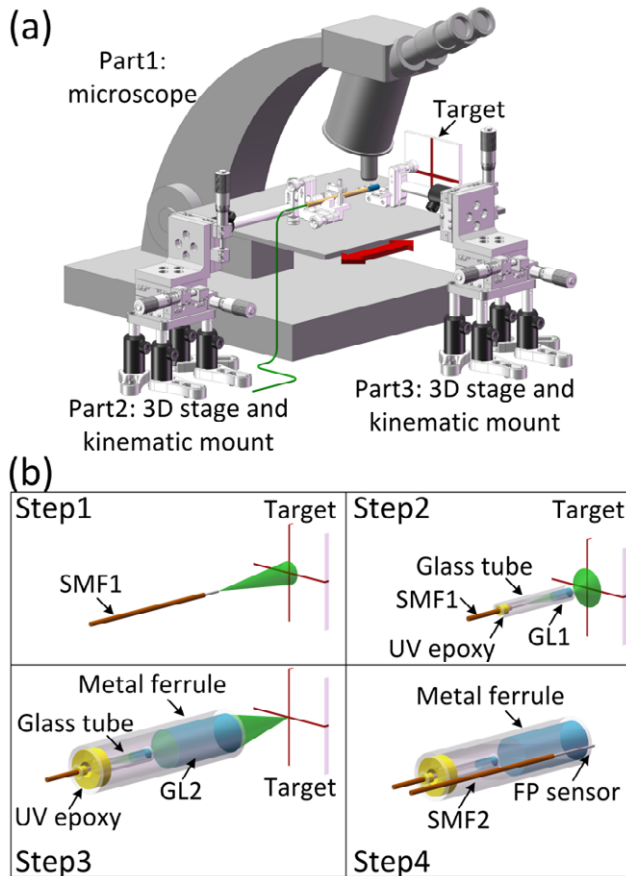 (a)
Part1:
microscope
Target
Part2: 3D stage and
kinematic mount
Part3: 3D stage and
kinematic mount
(b)
Step1
Target
SMF1
Step2
Target
Glass tube
SMF1
GL1
UV epoxy
Metal ferrule
Glass tube
GL2
Target
UV epoxy
Step3
Metal ferrule
FP sensor
SMF2
Step4